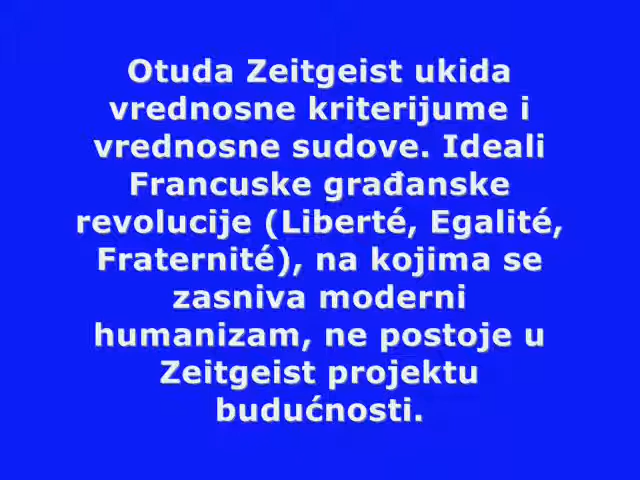 Otuda Zeitgeist ukida
vrednosne kriterijume i
vrednosne sudove. Ideali
Francuske građanske
revolucije (Liberté, Egalité,
Fraternité), na kojima se
zasniva moderni
humanizam, ne postoje u
Zeitgeist projektu
budućnosti.